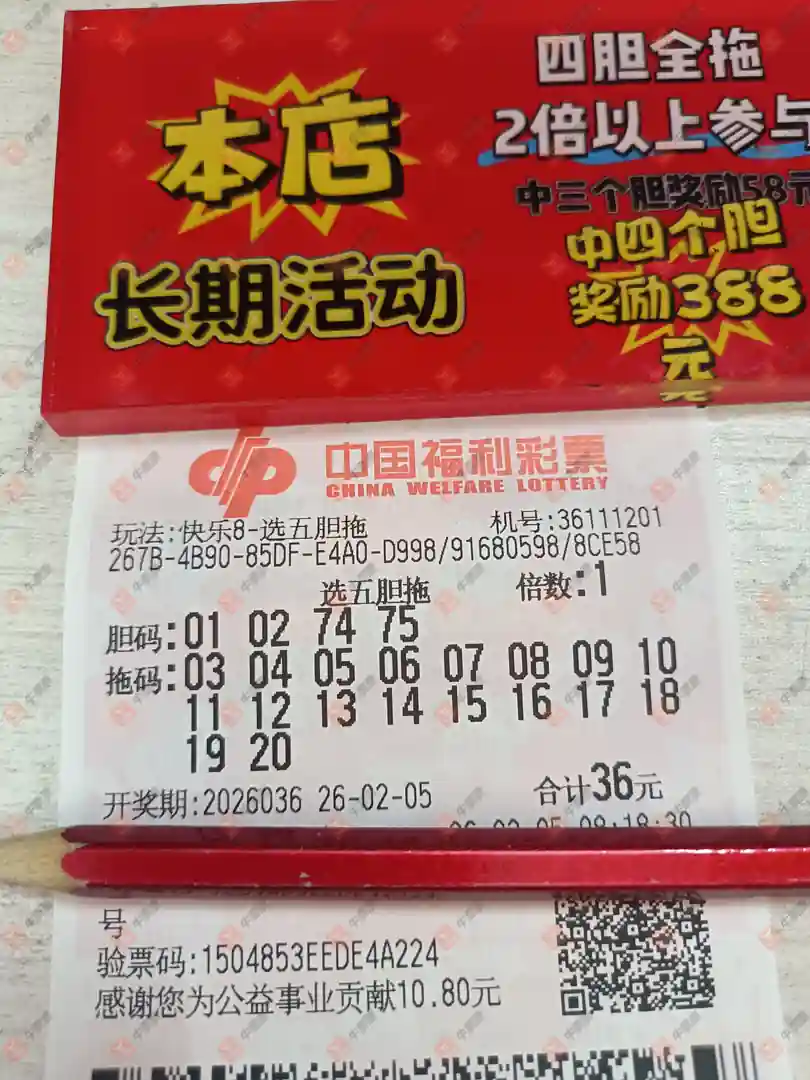 本店
长期活动
四胆全拖
2倍以上参与
中三个胆奖励58元
中四个胆
奖励388
元
中国福利彩票
CHINA WELFARE LOTTERY
玩法:快乐8-选五胆拖 机号:36111201
267B-4B90-85DF-E4A0-D998/91680598/8CE58
选五胆拖 倍数:1
胆码:01 02 74 75
拖码:03 04 05 06 07 08 09 10
11 12 13 14 15 16 17 18
19 20
开奖期:2026036 26-02-05 合计36元
26-02-05 08:18:30
号
验票码:1504853EEDE4A224
感谢您为公益事业贡献10.80元